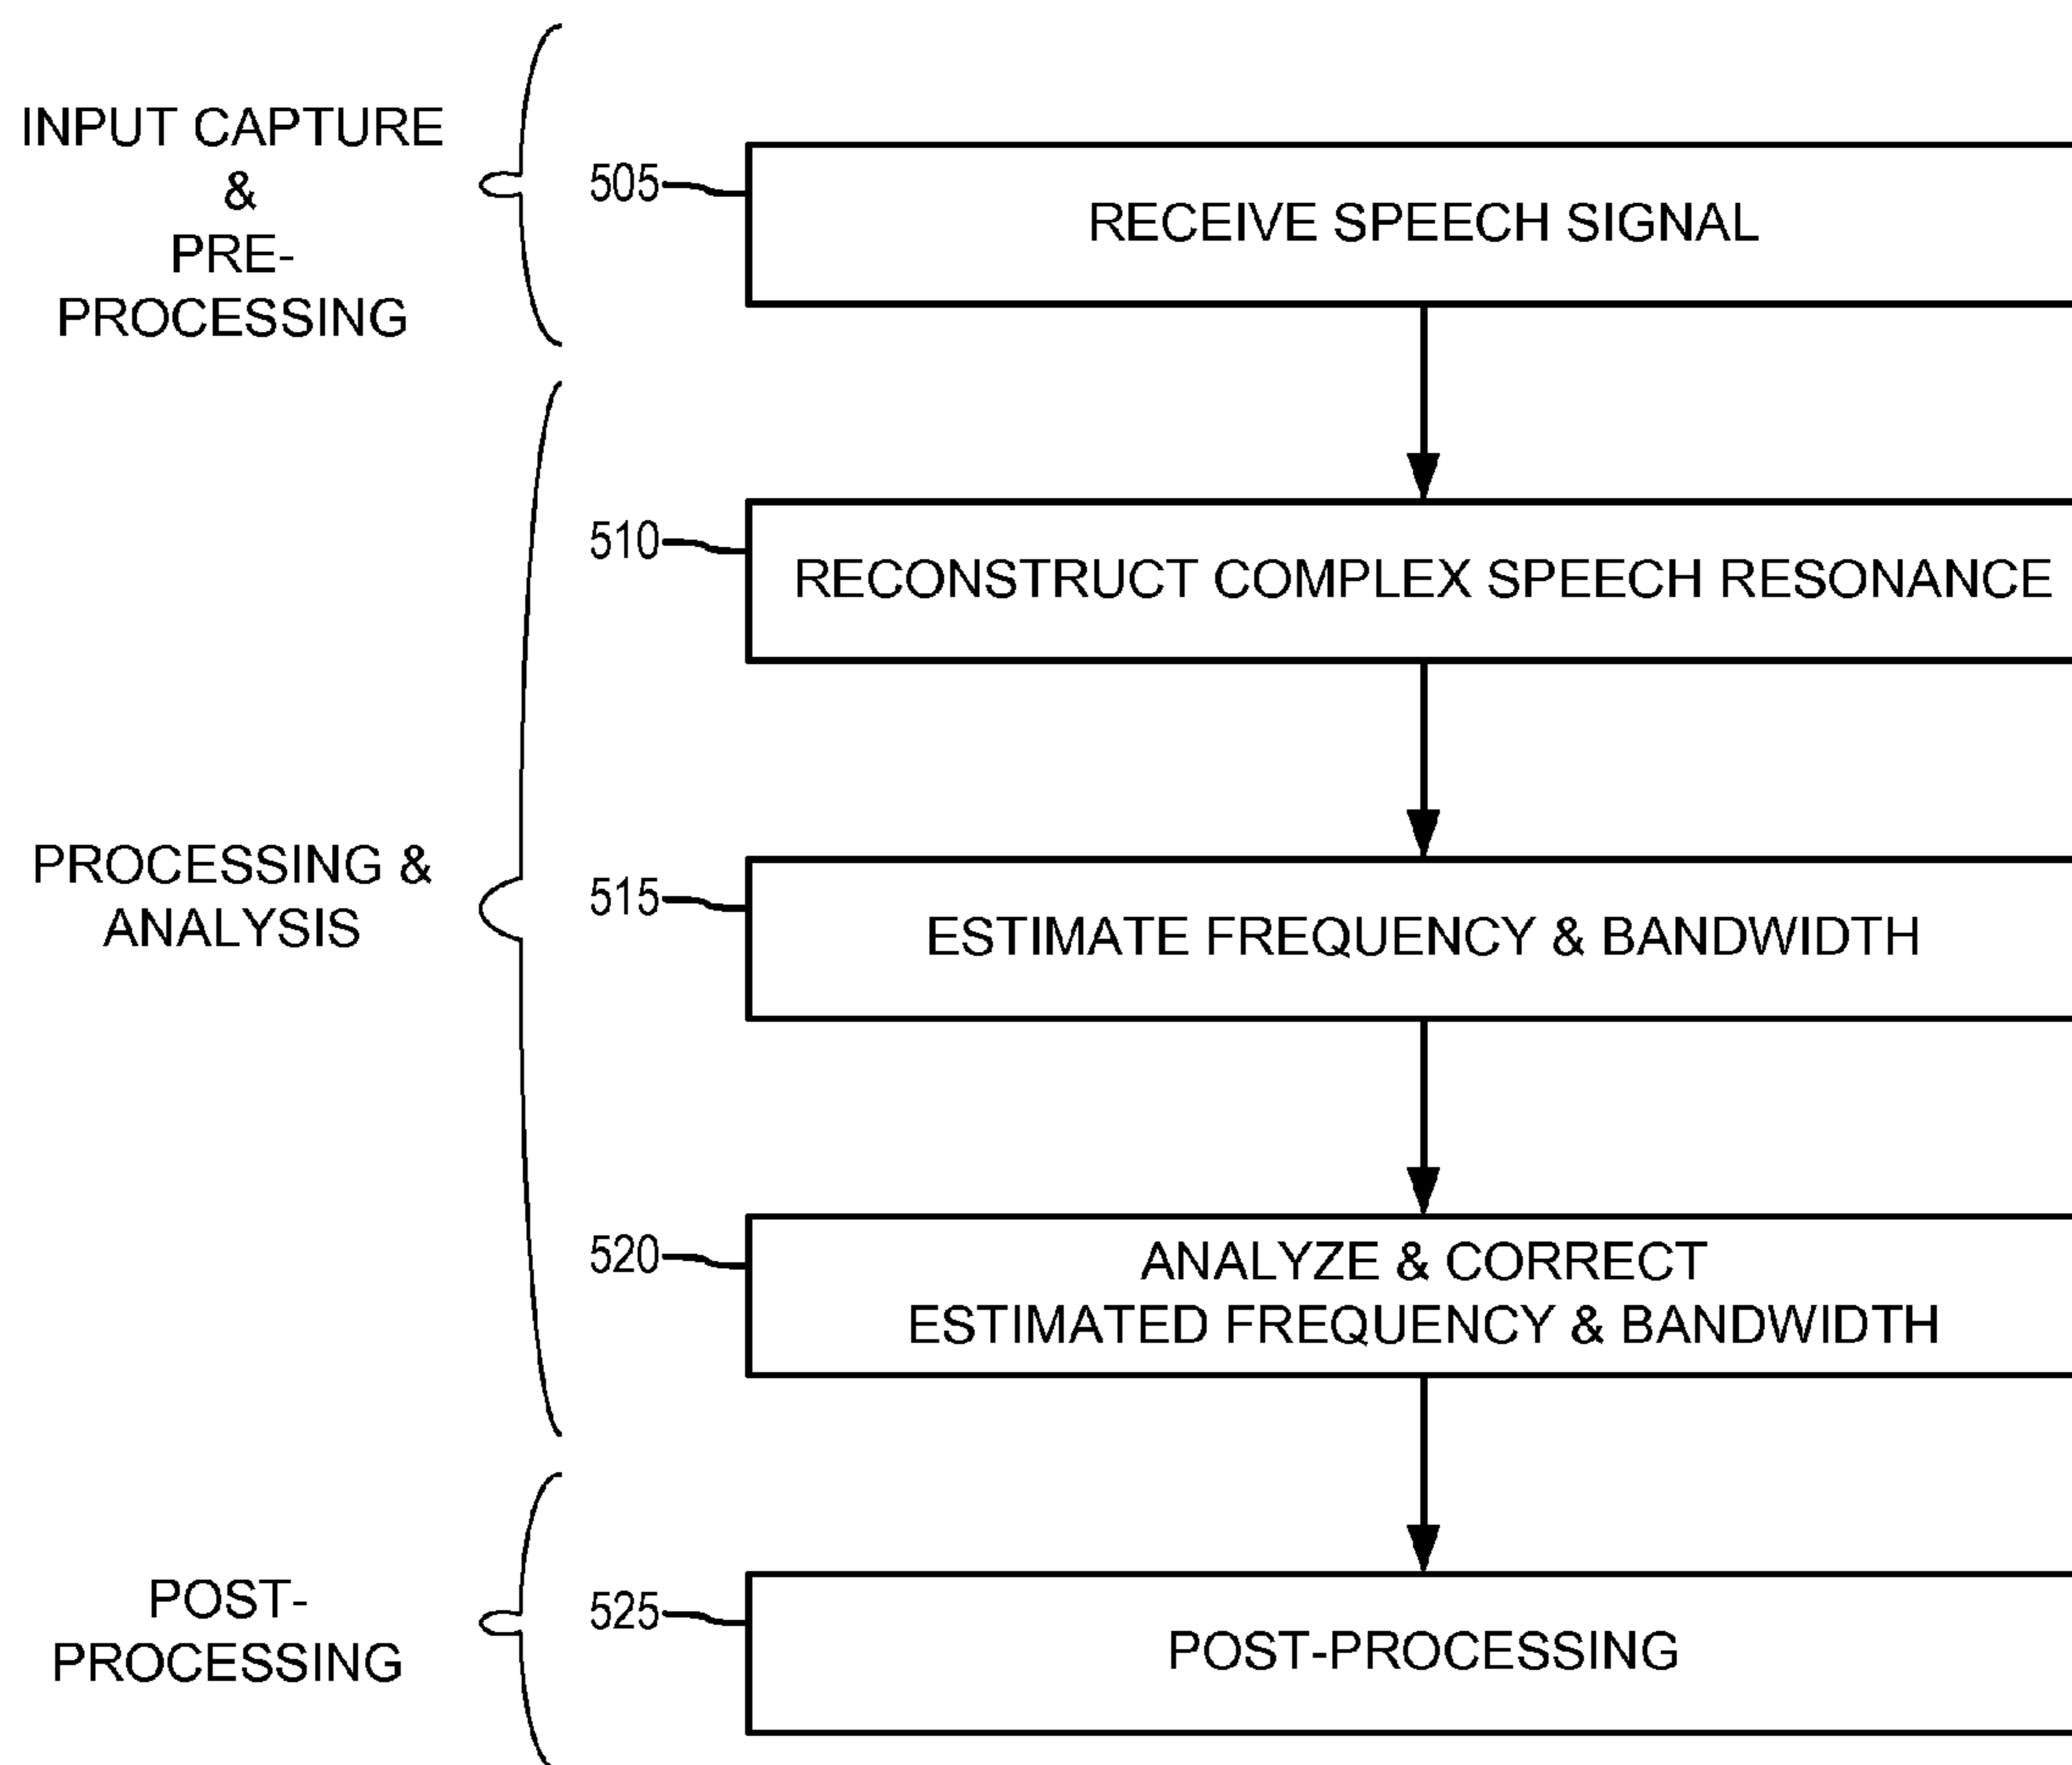 INPUT CAPTURE
&
PRE-
PROCESSING
505
RECEIVE SPEECH SIGNAL
510
RECONSTRUCT COMPLEX SPEECH RESONANCE
PROCESSING &
ANALYSIS
515
ESTIMATE FREQUENCY & BANDWIDTH
520
ANALYZE & CORRECT
ESTIMATED FREQUENCY & BANDWIDTH
POST-
PROCESSING
525
POST-PROCESSING